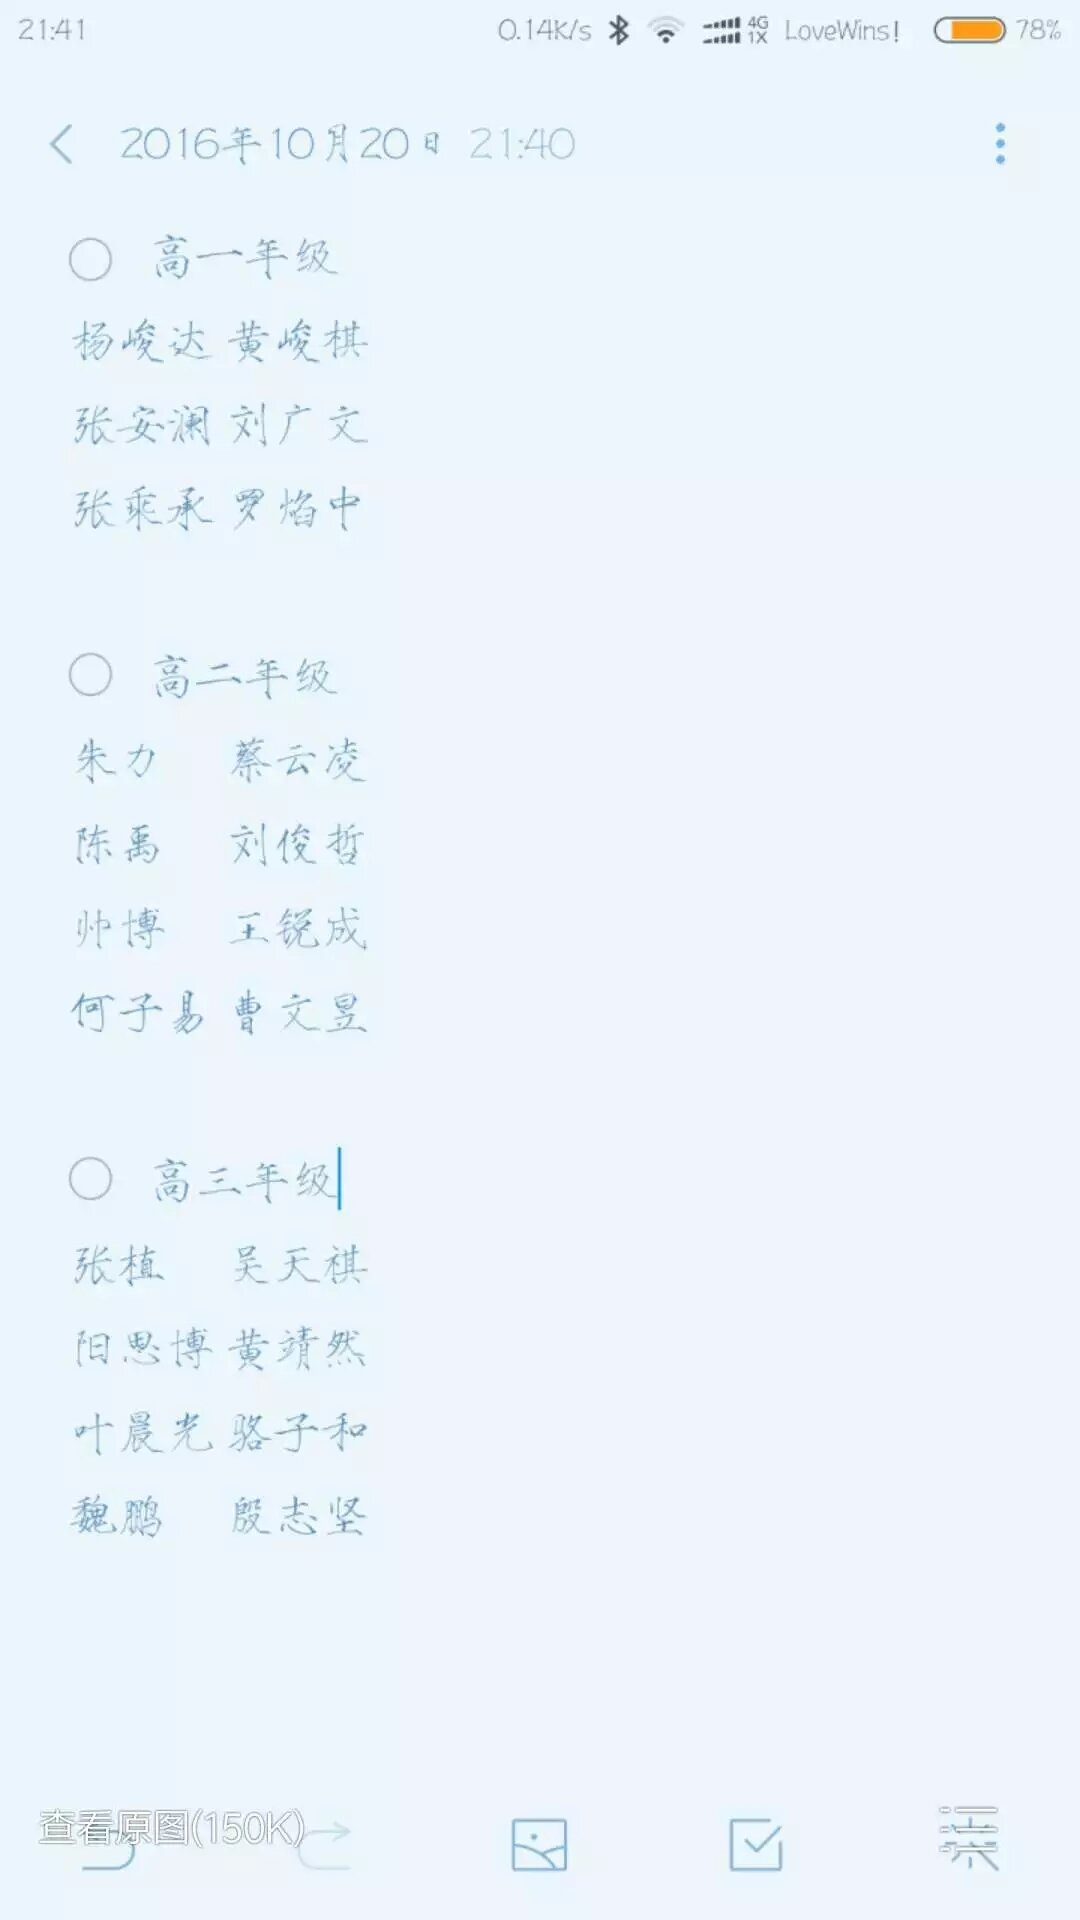 21:41 0.14K/s 4G 1X LoveWins! 78%
2016年10月20日 21:40
高一年级
杨峻达 黄峻棋
张安澜 刘广文
张乘承 罗焰中
高二年级
朱力 蔡云凌
陈禹 刘俊哲
帅博 王锐成
何子易 曹文昱
高三年级
张植 吴天祺
阳思博 黄靖然
叶晨光 骆子和
魏鹏 殷志坚
查看原图(150K)